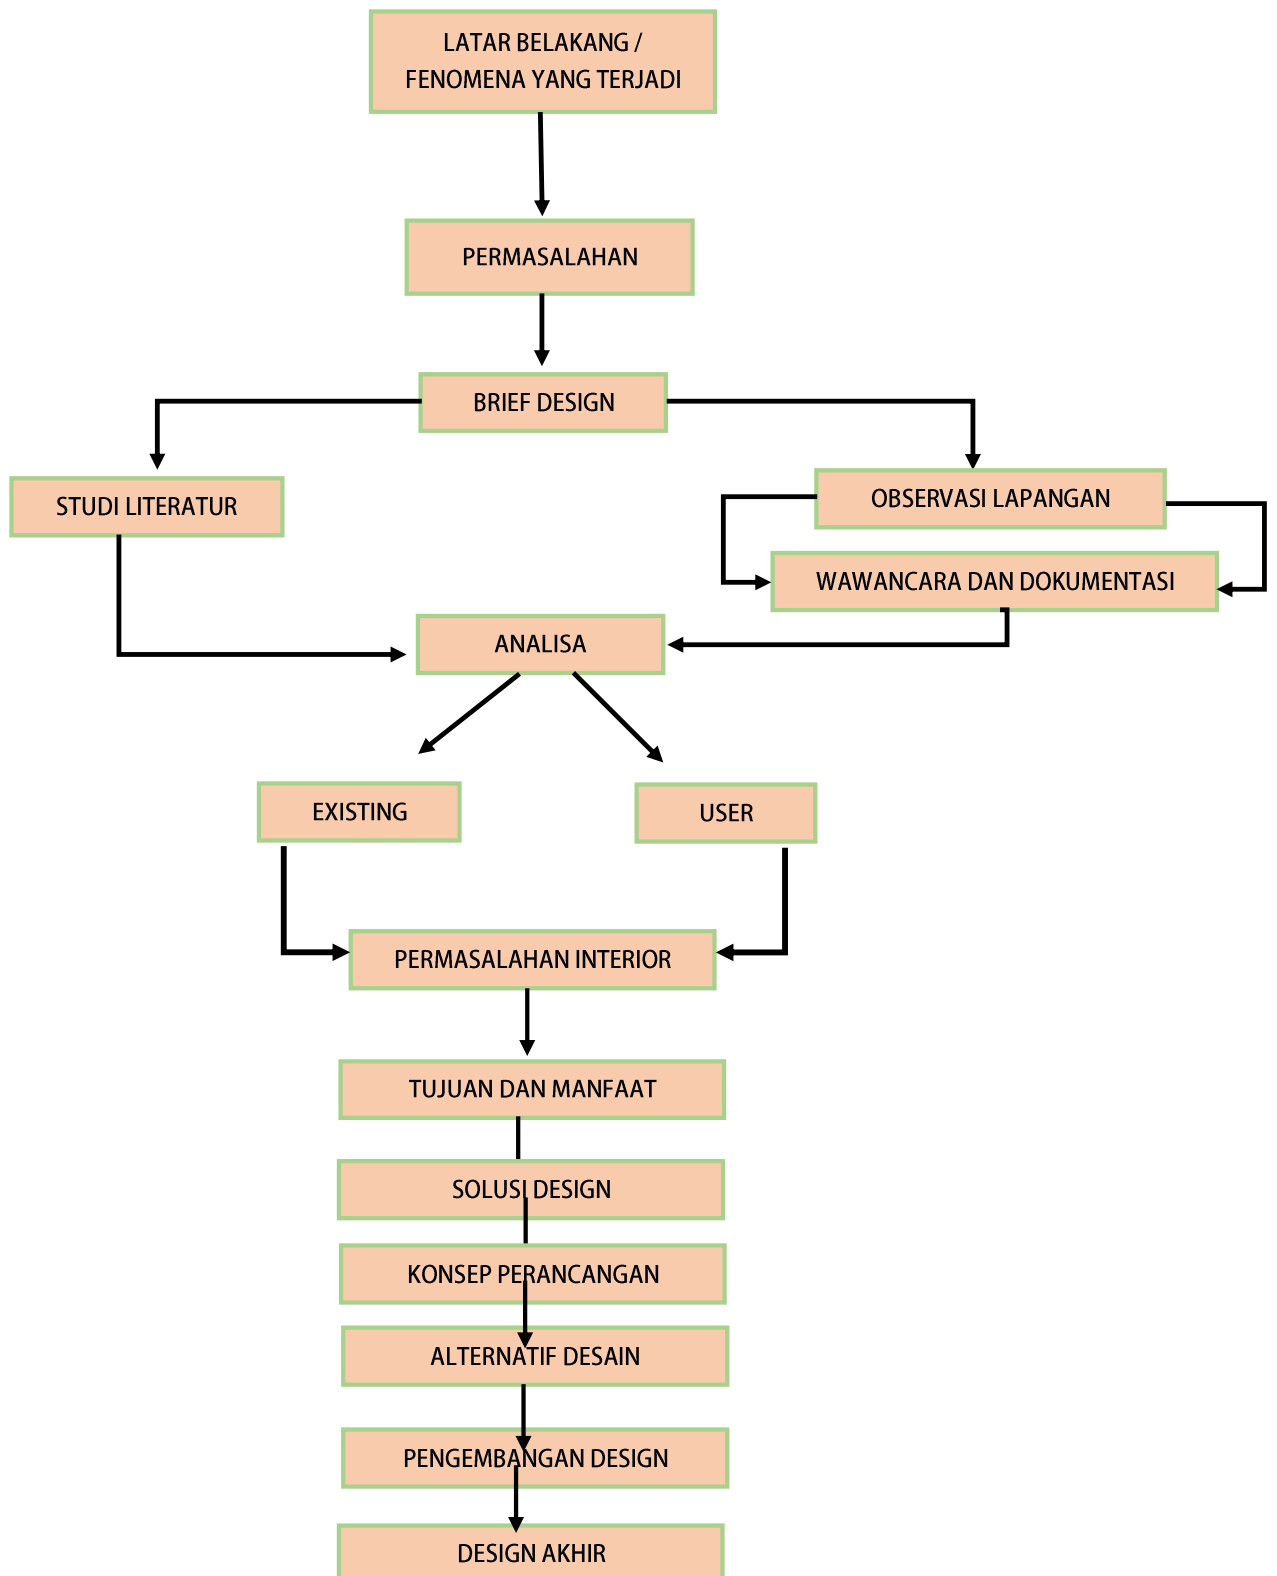 LATAR BELAKANG /
FENOMENA YANG TERJADI
PERMASALAHAN
BRIEF DESIGN
STUDI LITERATUR
OBSERVASI LAPANGAN
WAWANCARA DAN DOKUMENTASI
ANALISA
EXISTING
USER
PERMASALAHAN INTERIOR
TUJUAN DAN MANFAAT
SOLUSI DESIGN
KONSEP PERANCANGAN
ALTERNATIF DESAIN
PENGEMBANGAN DESIGN
DESIGN AKHIR